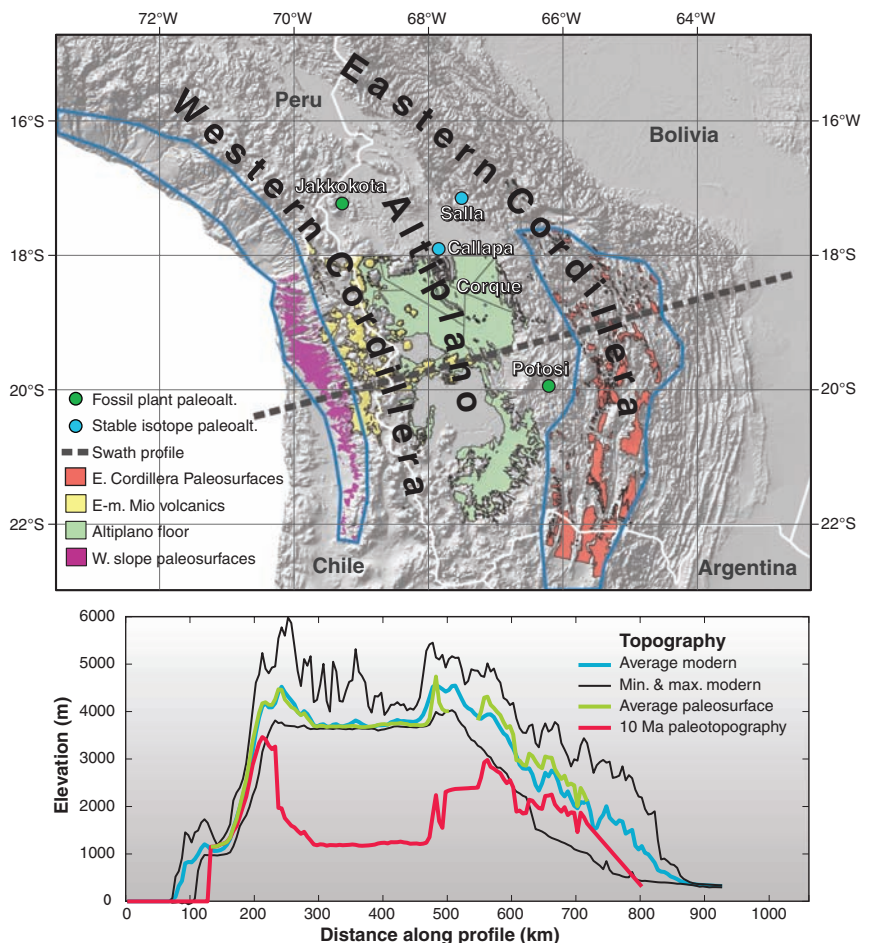 72°W 70°W 68°W 66°W 64°W
Eastern Cordillera
Western Cordillera
Peru
Bolivia
16°S 16°W
Jakkokota
Altiplano
Salla
18°S Callapa 18°S
Corque
Potosi
20°S 20°S
Fossil plant paleoalt.
Stable isotope paleoalt.
Swath profile
E. Cordillera Paleosurfaces
E-m. Mio volcanics
22°S Altiplano floor 22°S
W. slope paleosurfaces
Chile
Argentina
6000
Topography
5000 Average modern
Min. & max. modern
4000 Average paleosurface
10 Ma paleotopography
3000
Elevation (m)
2000
1000
0
0 100 200 300 400 500 600 700 800 900 1000
Distance along profile (km)